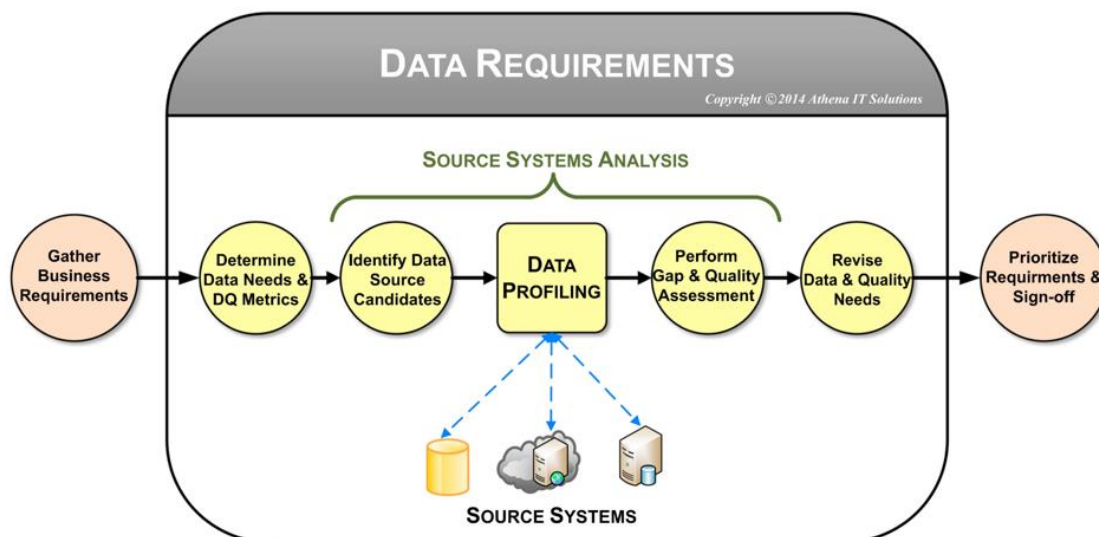 DATA REQUIREMENTS
Copyright ©2014 Athena IT Solutions
SOURCE SYSTEMS ANALYSIS
Gather
Business
Requirements
Determine
Data Needs &
DQ Metrics
Identify Data
Source
Candidates
DATA
PROFILING
Perform
Gap & Quality
Assessment
Revise
Data & Quality
Needs
Prioritize
Requirments &
Sign-off
SOURCE SYSTEMS